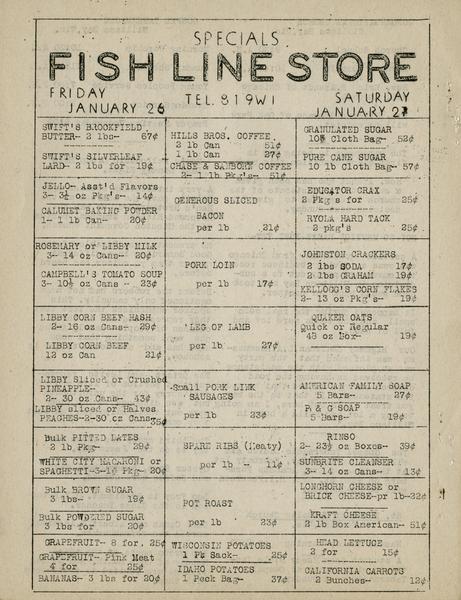 SPECIALS
FISH LINE STORE
FRIDAY
JANUARY 26
TEL. 819W1
SATURDAY
JANUARY 27
SWIFT'S BROOKFIELD
BUTTER- 2 lbs- 67¢
SWIFT'S SILVERLEAF
LARD- 2 lbs for 19¢
JELLO- Asst'd Flavors
3- 3½ oz Pkg's- 14¢
CALUMET BAKING POWDER
1- 1 lb Can- 20¢
ROSEMARY or LIBBY MILK
3- 14 oz Cans- 20¢
CAMPBELL'S TOMATO SOUP
3- 10½ oz Cans- 23¢
LIBBY CORN BEEF HASH
2- 16 oz Cans- 29¢
LIBBY CORN BEEF
12 oz Can 21¢
LIBBY Sliced or Crushed
PINEAPPLE-
2- 30 oz Cans- 43¢
LIBBY sliced or Halves
PEACHES-2-30 oz Cans-35¢
Bulk PITTED DATES
2 lb Pkg- 29¢
WHITE CITY MACARONI or
SPAGHETTI-3-1# Pkg- 20¢
Bulk BROWN SUGAR
3 lbs- 19¢
Bulk POWDERED SUGAR
3 lbs for 20¢
GRAPEFRUIT- 8 for, 25¢
GRAPEFRUIT- Pink Meat
4 for 25¢
BANANAS- 3 lbs for 20¢
HILLS BROS. COFFEE
2 lb Can 51¢
1 lb Can 27¢
CHASE & SANBORN COFFEE
2- 1 lb Pkg's- 51¢
GENEROUS SLICED
BACON
per lb 21¢
PORK LOIN
per lb 17¢
LEG OF LAMB
per lb 27¢
Small PORK LINK
SAUSAGES
per lb 23¢
SPARE RIBS (Meaty)
per lb - 11¢
POT ROAST
per lb 23¢
WISCONSIN POTATOES
1 Pk Sack- 25¢
IDAHO POTATOES
1 Peck Bag- 37¢
GRANULATED SUGAR
10# Cloth Bag- 52¢
PURE CANE SUGAR
10 lb Cloth Bag- 57¢
EDUCATOR CRAX
2 Pkg's for 25¢
RYOLA HARD TACK
2 pkg's 25¢
JOHNSTON CRACKERS
2 lbs SODA 17¢
2 lbs GRAHAM 19¢
KELLOGG'S CORN FLAKES
2- 13 oz Pkg's- 19¢
QUAKER OATS
Quick or Regular
48 oz Box- 19¢
AMERICAN FAMILY SOAP
5 Bars- 27¢
P & G SOAP
5 Bars- 19¢
RINSO
2- 23½ oz Boxes- 39¢
SUNBRITE CLEANSER
3- 14 oz Cans- 13¢
LONGHORN CHEESE or
BRICK CHEESE-pr lb-22¢
KRAFT CHEESE
2 lb Box American- 51¢
HEAD LETTUCE
2 for 15¢
CALIFORNIA CARROTS
2 Bunches- 12¢